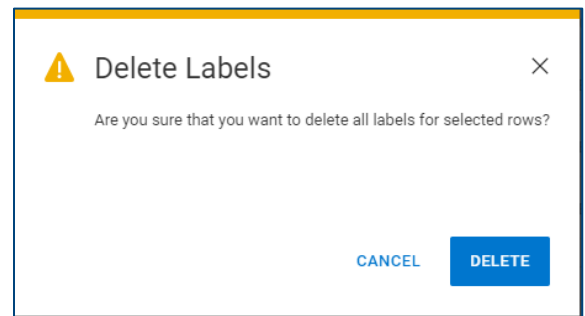 Delete Labels
Are you sure that you want to delete all labels for selected rows?
CANCEL DELETE